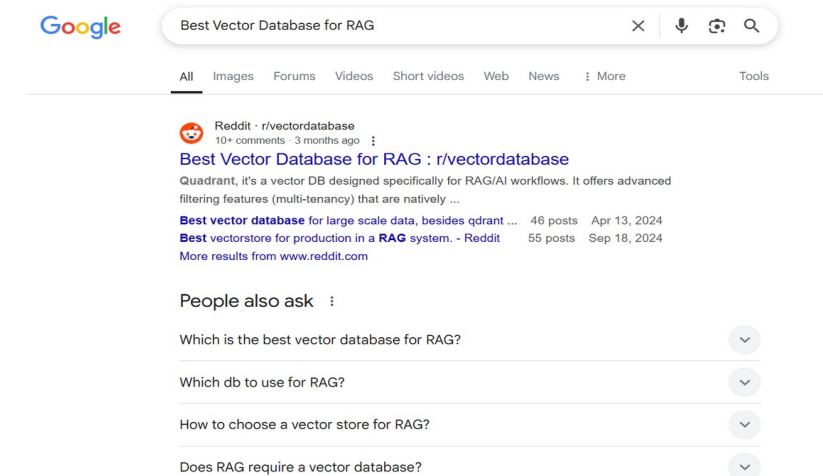 Google
Best Vector Database for RAG
All Images Forums Videos Short videos Web News More Tools
Reddit · r/vectordatabase
10+ comments · 3 months ago
Best Vector Database for RAG : r/vectordatabase
Quadrant, it's a vector DB designed specifically for RAG/AI workflows. It offers advanced
filtering features (multi-tenancy) that are natively ...
Best vector database for large scale data, besides qdrant ... 46 posts Apr 13, 2024
Best vectorstore for production in a RAG system. - Reddit 55 posts Sep 18, 2024
More results from www.reddit.com
People also ask
Which is the best vector database for RAG?
Which db to use for RAG?
How to choose a vector store for RAG?
Does RAG require a vector database?